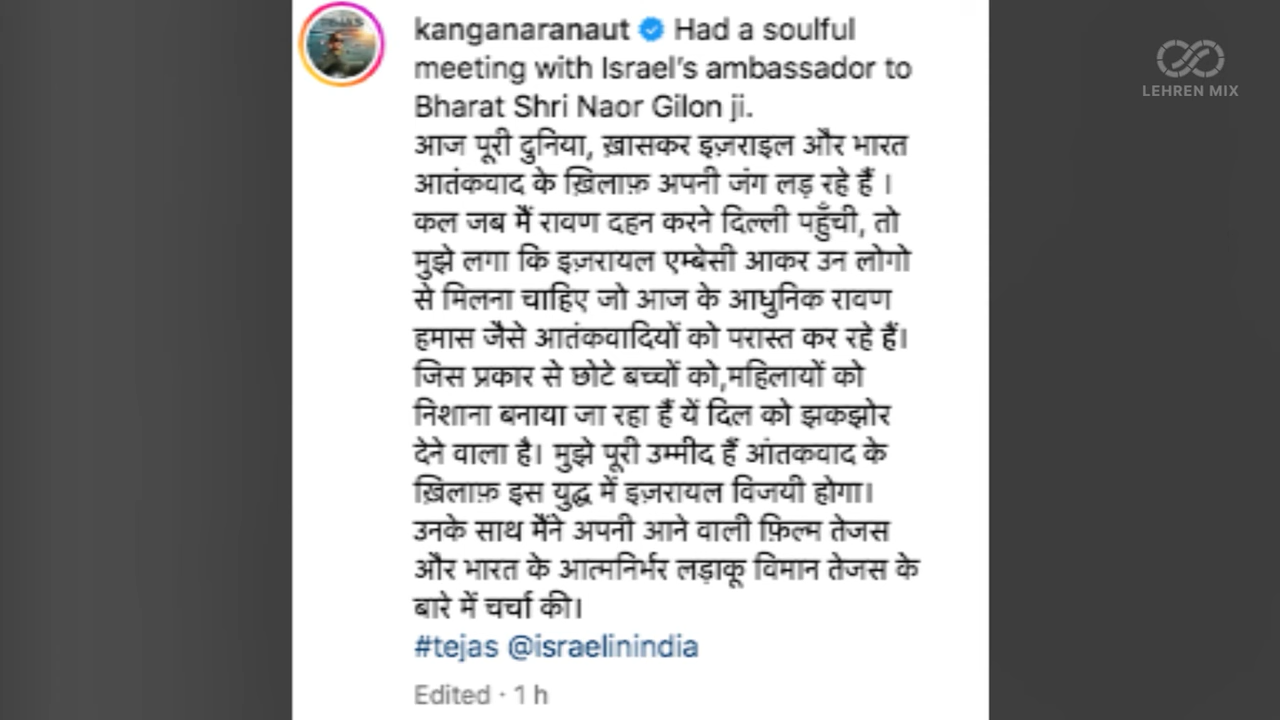 kanganaranaut Had a soulful
meeting with Israel's ambassador to
Bharat Shri Naor Gilon ji.
आज पूरी दुनिया, ख़ासकर इज़राइल और भारत
आतंकवाद के ख़िलाफ़ अपनी जंग लड़ रहे हैं ।
कल जब मैं रावण दहन करने दिल्ली पहुँची, तो
मुझे लगा कि इज़रायल एम्बेसी आकर उन लोगो
से मिलना चाहिए जो आज के आधुनिक रावण
हमास जैसे आतंकवादियों को परास्त कर रहे हैं।
जिस प्रकार से छोटे बच्चों को,महिलायों को
निशाना बनाया जा रहा हैं यें दिल को झकझोर
देने वाला है। मुझे पूरी उम्मीद हैं आंतकवाद के
ख़िलाफ़ इस युद्ध में इज़रायल विजयी होगा।
उनके साथ मैंने अपनी आने वाली फ़िल्म तेजस
और भारत के आत्मनिर्भर लड़ाकू विमान तेजस के
बारे में चर्चा की।
#tejas @israelinindia
Edited · 1 h
LEHREN MIX